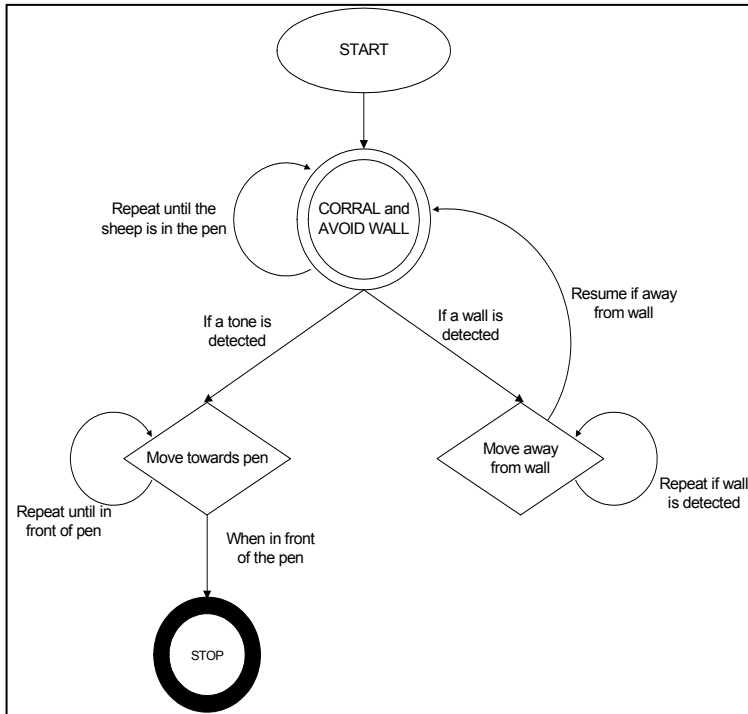 START
Repeat until the
sheep is in the pen
CORRAL and
AVOID WALL
Resume if away
from wall
If a tone is
detected
If a wall is
detected
Move towards pen
Move away
from wall
Repeat until in
front of pen
Repeat if wall
is detected
When in front
of the pen
STOP